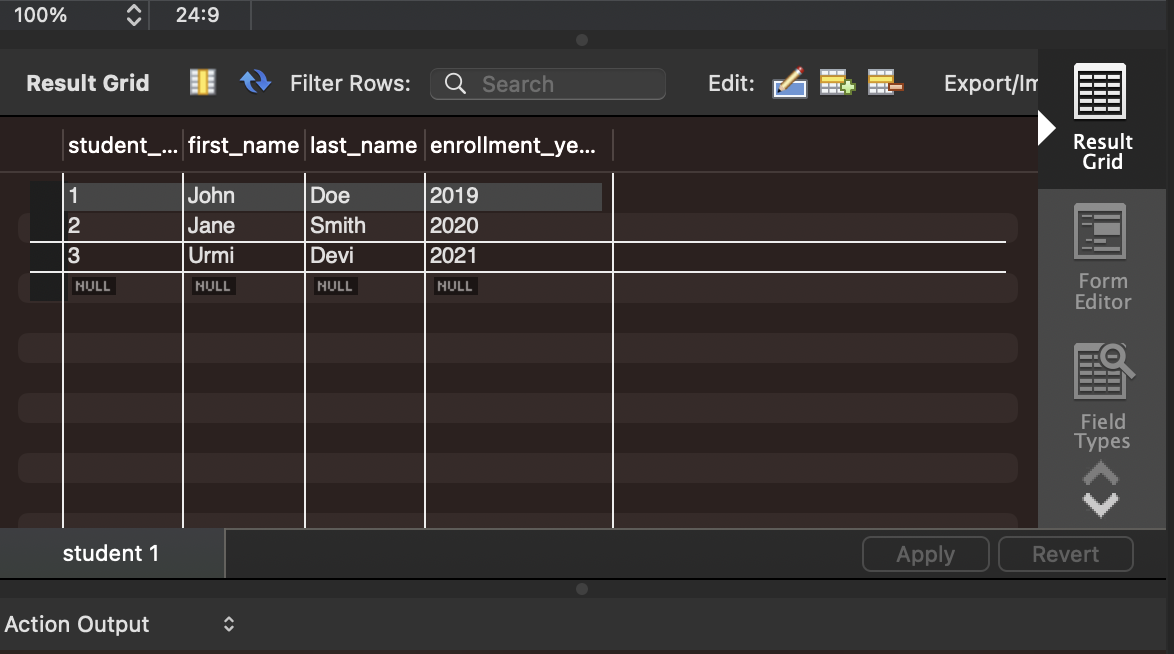 100% 24:9
Result Grid Filter Rows: Search Edit: Export/Im
student_... first_name last_name enrollment_ye...
1 John Doe 2019
2 Jane Smith 2020
3 Urmi Devi 2021
NULL NULL NULL NULL
Result
Grid
Form
Editor
Field
Types
student 1 Apply Revert
Action Output